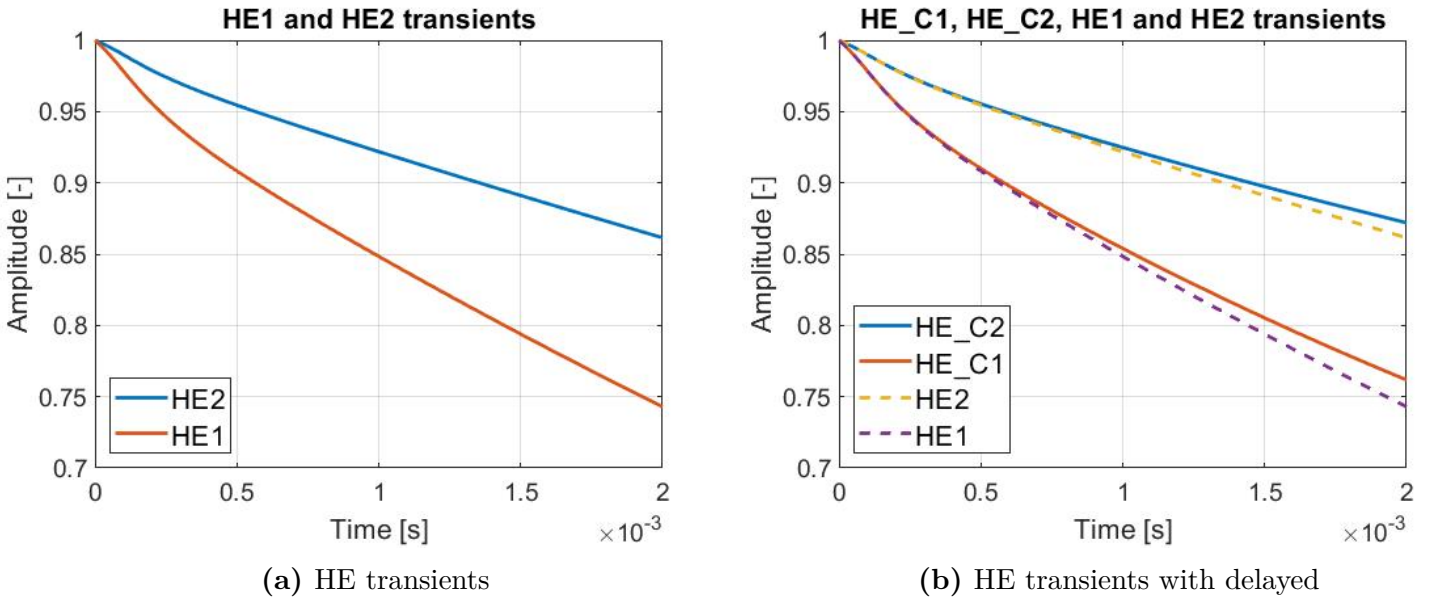 HE1 and HE2 transients
1
0.95
0.9
0.85
0.8
0.75
0.7
Amplitude [-]
HE2
HE1
0 0.5 1 1.5 2
Time [s]
×10-3
(a) HE transients
HE_C1, HE_C2, HE1 and HE2 transients
1
0.95
0.9
0.85
0.8
0.75
0.7
Amplitude [-]
HE_C2
HE_C1
HE2
HE1
0 0.5 1 1.5 2
Time [s]
×10-3
(b) HE transients with delayed